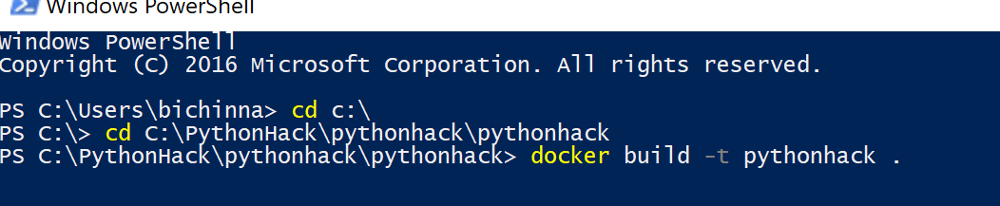 Windows PowerShell
Windows PowerShell
Copyright (C) 2016 Microsoft Corporation. All rights reserved.
PS C:\Users\bichinna> cd c:\
PS C:\> cd C:\PythonHack\pythonhack\pythonhack
PS C:\PythonHack\pythonhack\pythonhack> docker build -t pythonhack .